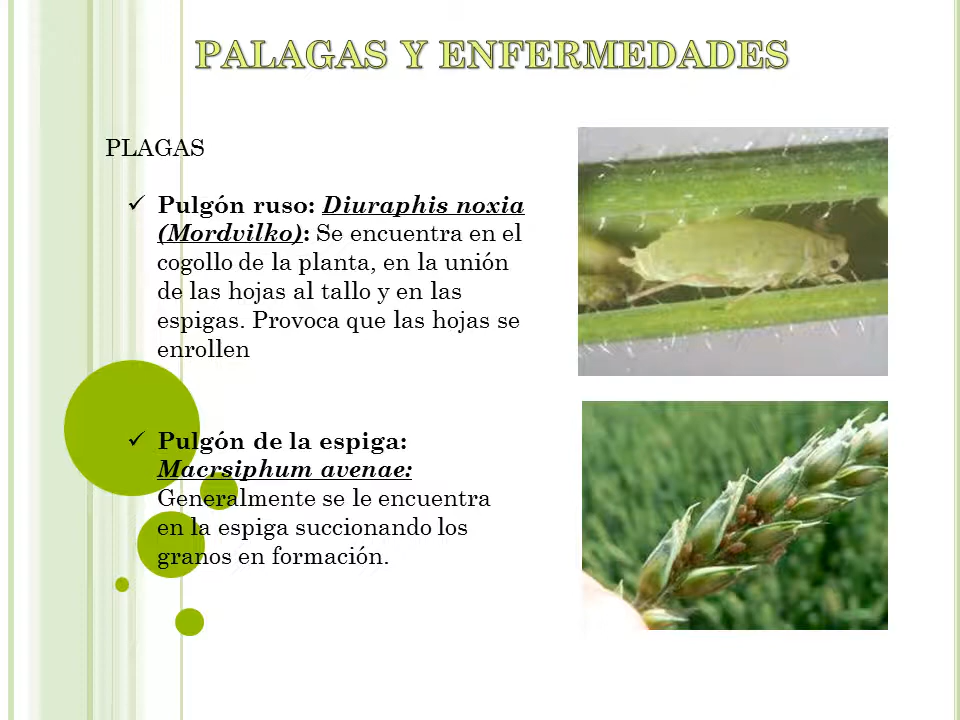 PALAGAS Y ENFERMEDADES
PLAGAS
✓ Pulgón ruso: Diuraphis noxia
(Mordvilko): Se encuentra en el
cogollo de la planta, en la unión
de las hojas al tallo y en las
espigas. Provoca que las hojas se
enrollen
✓ Pulgón de la espiga:
Macrsiphum avenae:
Generalmente se le encuentra
en la espiga succionando los
granos en formación.